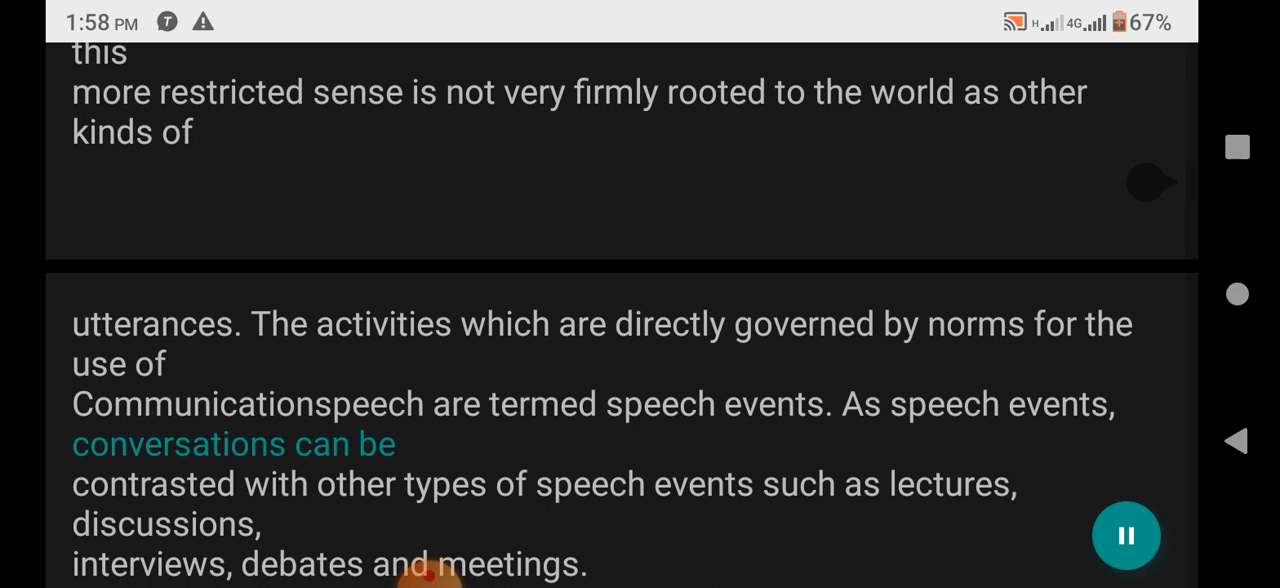 1:58 PM T H 4G 67%
this
more restricted sense is not very firmly rooted to the world as other
kinds of
utterances. The activities which are directly governed by norms for the
use of
Communicationspeech are termed speech events. As speech events,
conversations can be
contrasted with other types of speech events such as lectures,
discussions,
interviews, debates and meetings.